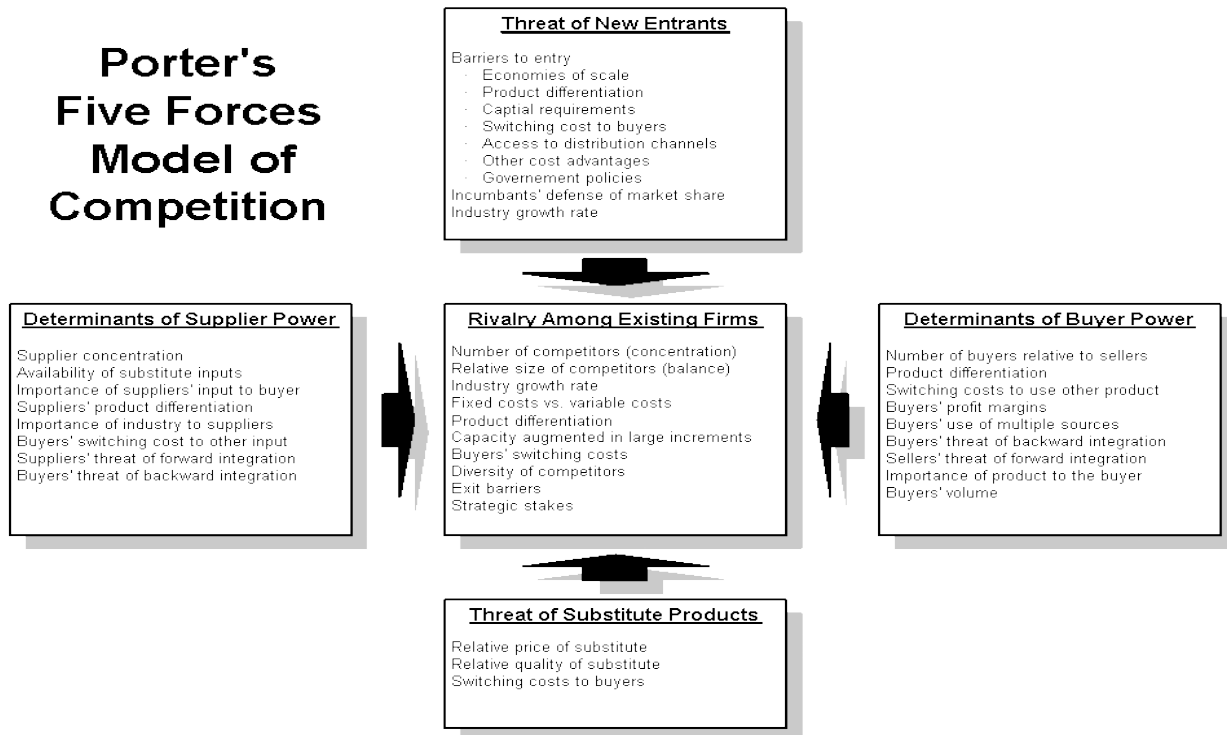 Porter's
Five Forces
Model of
Competition
Threat of New Entrants
Barriers to entry
· Economies of scale
· Product differentiation
· Captial requirements
· Switching cost to buyers
· Access to distribution channels
· Other cost advantages
· Governement policies
Incumbants' defense of market share
Industry growth rate
Determinants of Supplier Power
Supplier concentration
Availability of substitute inputs
Importance of suppliers' input to buyer
Suppliers' product differentiation
Importance of industry to suppliers
Buyers' switching cost to other input
Suppliers' threat of forward integration
Buyers' threat of backward integration
Rivalry Among Existing Firms
Number of competitors (concentration)
Relative size of competitors (balance)
Industry growth rate
Fixed costs vs. variable costs
Product differentiation
Capacity augmented in large increments
Buyers' switching costs
Diversity of competitors
Exit barriers
Strategic stakes
Determinants of Buyer Power
Number of buyers relative to sellers
Product differentiation
Switching costs to use other product
Buyers' profit margins
Buyers' use of multiple sources
Buyers' threat of backward integration
Sellers' threat of forward integration
Importance of product to the buyer
Buyers' volume
Threat of Substitute Products
Relative price of substitute
Relative quality of substitute
Switching costs to buyers